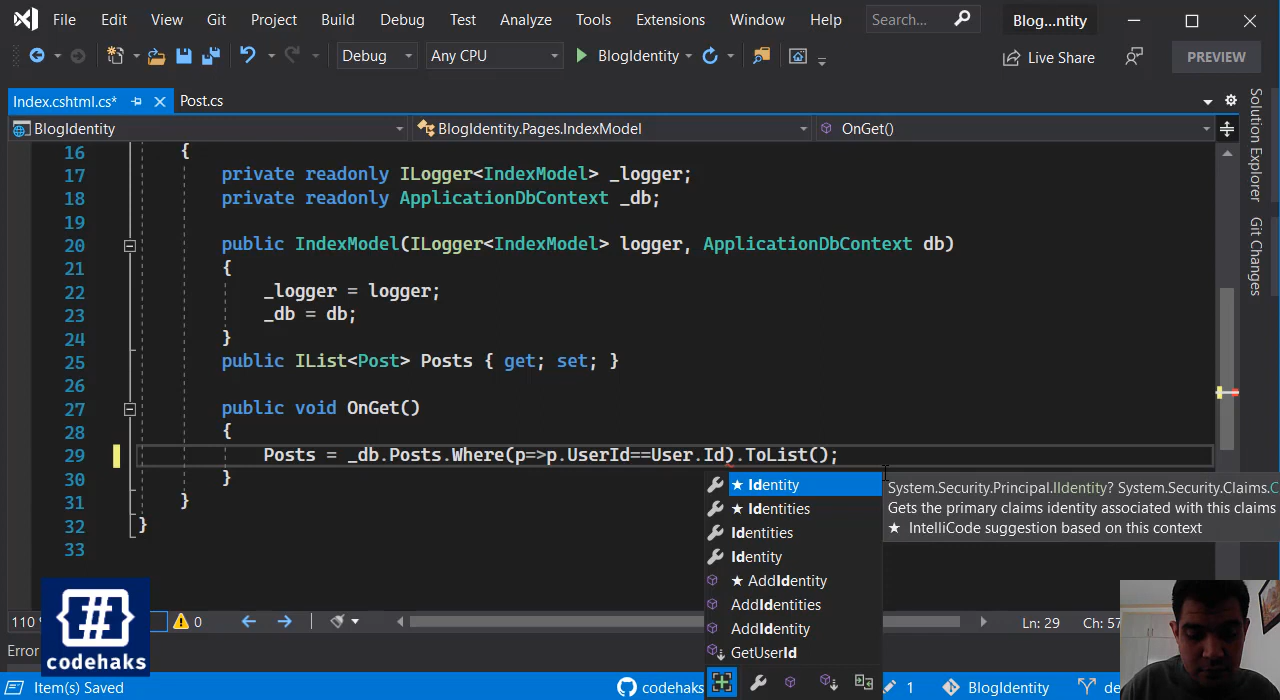 File Edit View Git Project Build Debug Test Analyze Tools Extensions Window Help Search... Blog...ntity
Debug Any CPU BlogIdentity Live Share PREVIEW
Index.cshtml.cs* Post.cs
BlogIdentity BlogIdentity.Pages.IndexModel OnGet()
16 {
17 private readonly ILogger<IndexModel> _logger;
18 private readonly ApplicationDbContext _db;
19
20 public IndexModel(ILogger<IndexModel> logger, ApplicationDbContext db)
21 {
22 _logger = logger;
23 _db = db;
24 }
25 public IList<Post> Posts { get; set; }
26
27 public void OnGet()
28 {
29 Posts = _db.Posts.Where(p=>p.UserId==User.Id).ToList();
30 }
31 }
32 }
33
★ Identity
★ Identities
Identities
Identity
★ AddIdentity
AddIdentities
AddIdentity
GetUserId
System.Security.Principal.IIdentity? System.Security.Claims.C
Gets the primary claims identity associated with this claims
★ IntelliCode suggestion based on this context
Solution Explorer
Git Changes
{#}
codehaks
110 0 Ln: 29 Ch: 57
Error
Item(s) Saved codehaks 1 BlogIdentity de